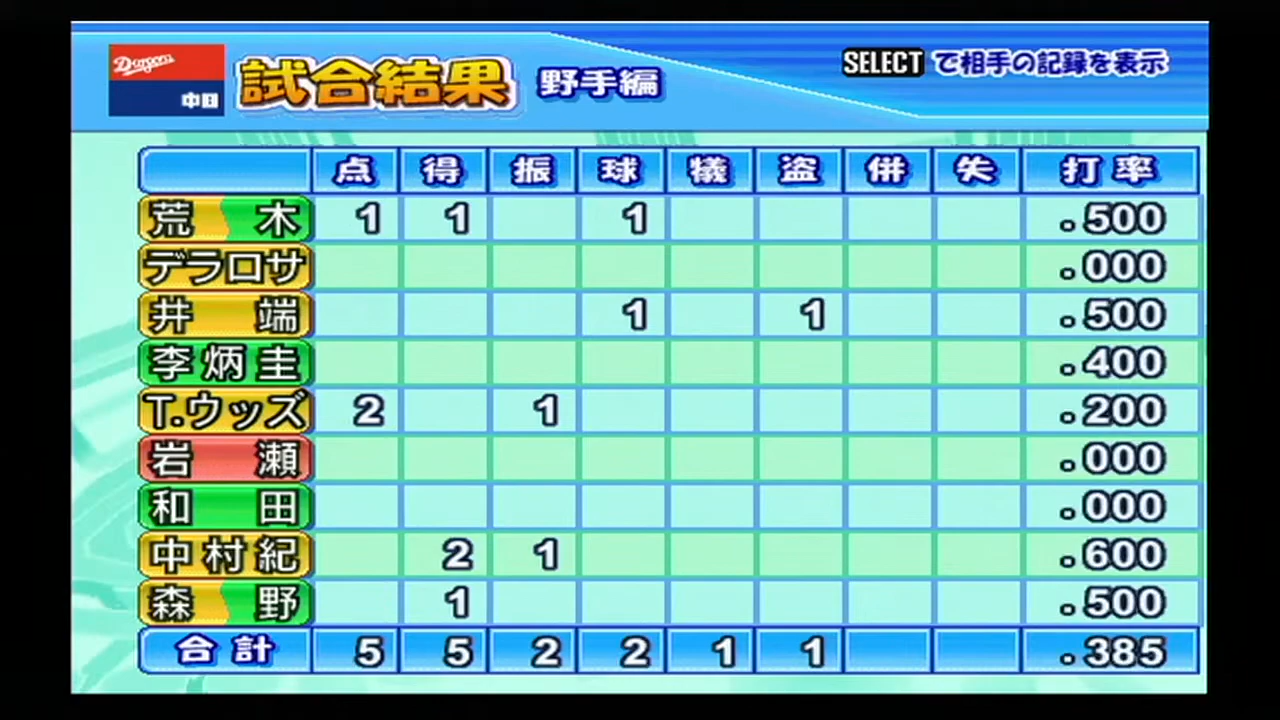 Dragons
中日
試合結果 野手編
SELECT で相手の記録を表示
点 得 振 球 犠 盗 併 失 打率
荒木 1 1 1 .500
デラロサ .000
井端 1 1 .500
李炳圭 .400
T.ウッズ 2 1 .200
岩瀬 .000
和田 .000
中村紀 2 1 .600
森野 1 .500
合計 5 5 2 2 1 1 .385